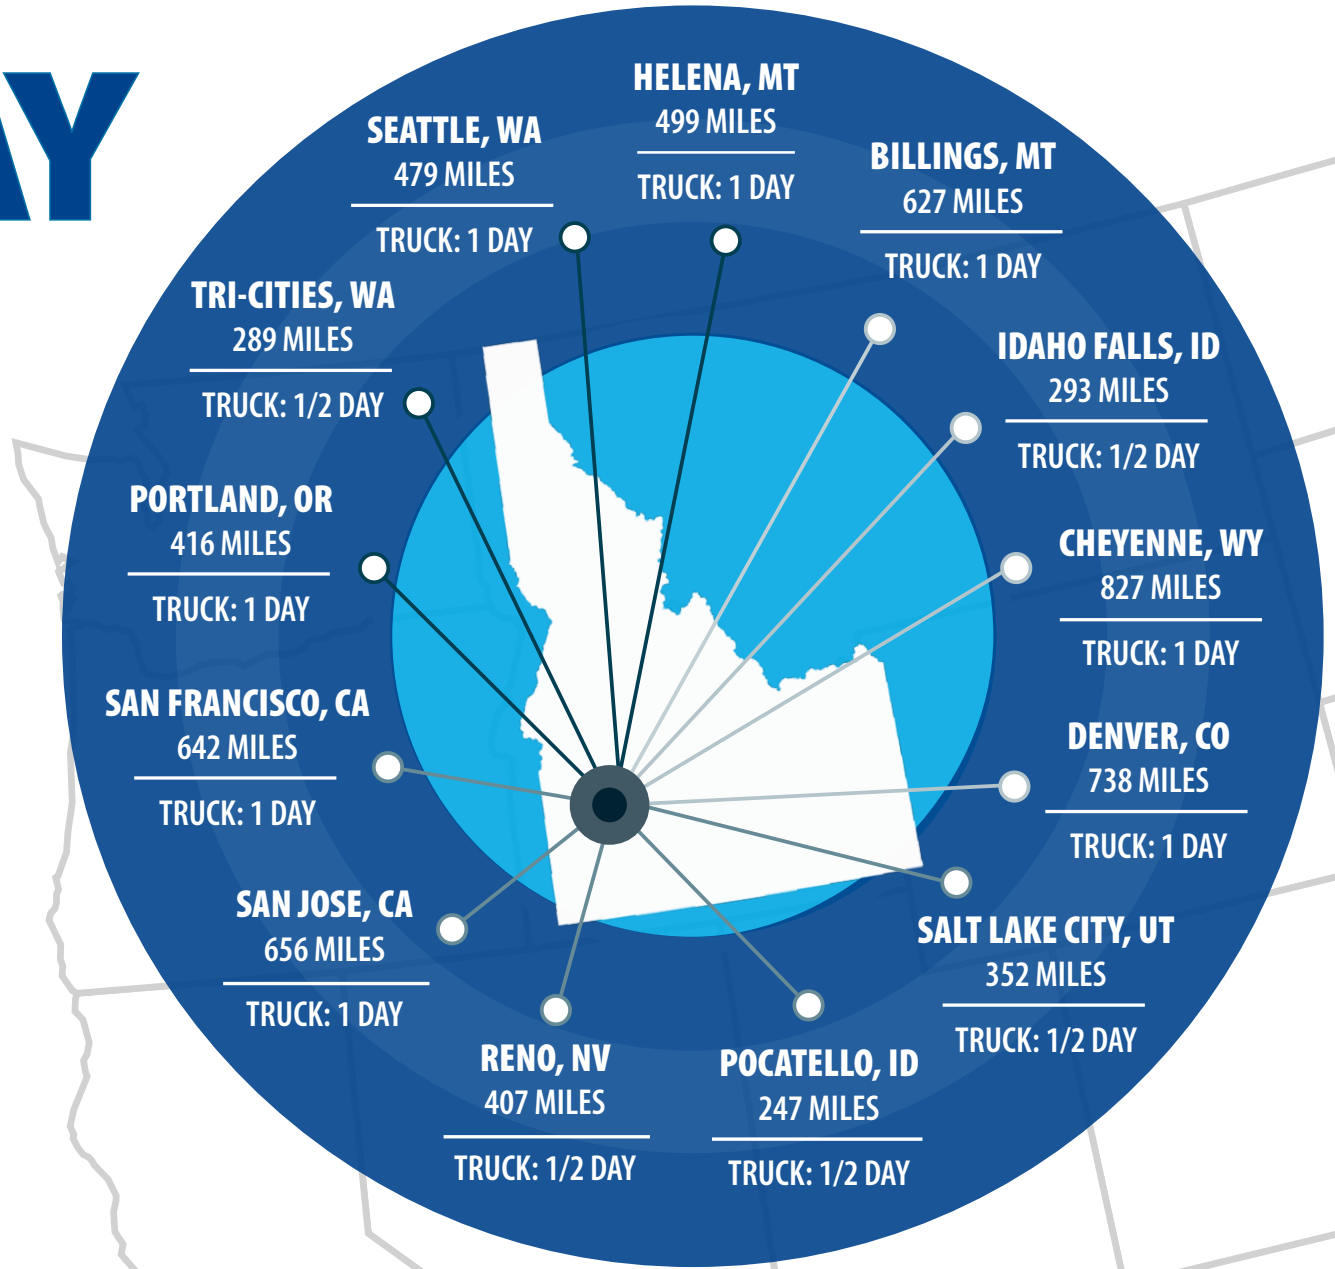 AY
HELENA, MT
499 MILES
TRUCK: 1 DAY
SEATTLE, WA
479 MILES
TRUCK: 1 DAY
BILLINGS, MT
627 MILES
TRUCK: 1 DAY
TRI-CITIES, WA
289 MILES
TRUCK: 1/2 DAY
IDAHO FALLS, ID
293 MILES
TRUCK: 1/2 DAY
PORTLAND, OR
416 MILES
TRUCK: 1 DAY
CHEYENNE, WY
827 MILES
TRUCK: 1 DAY
SAN FRANCISCO, CA
642 MILES
TRUCK: 1 DAY
DENVER, CO
738 MILES
TRUCK: 1 DAY
SAN JOSE, CA
656 MILES
TRUCK: 1 DAY
SALT LAKE CITY, UT
352 MILES
TRUCK: 1/2 DAY
RENO, NV
407 MILES
TRUCK: 1/2 DAY
POCATELLO, ID
247 MILES
TRUCK: 1/2 DAY